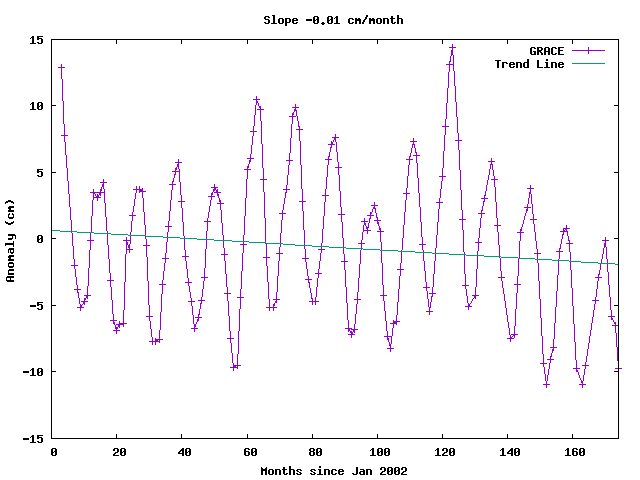 Slope -0.01 cm/month
GRACE
Trend Line
15
10
5
0
-5
-10
-15
Anomaly (cm)
0 20 40 60 80 100 120 140 160
Months since Jan 2002